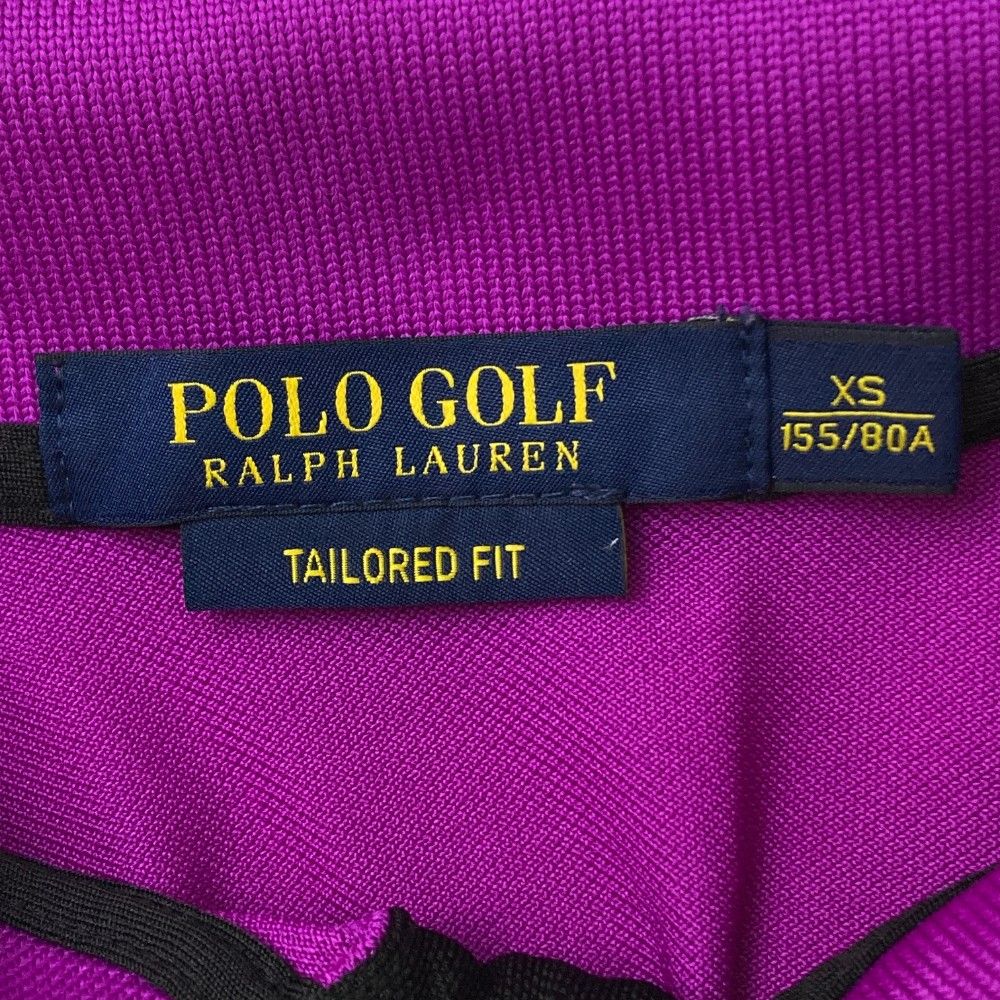 POLO GOLF
RALPH LAUREN
TAILORED FIT
XS
155/80A